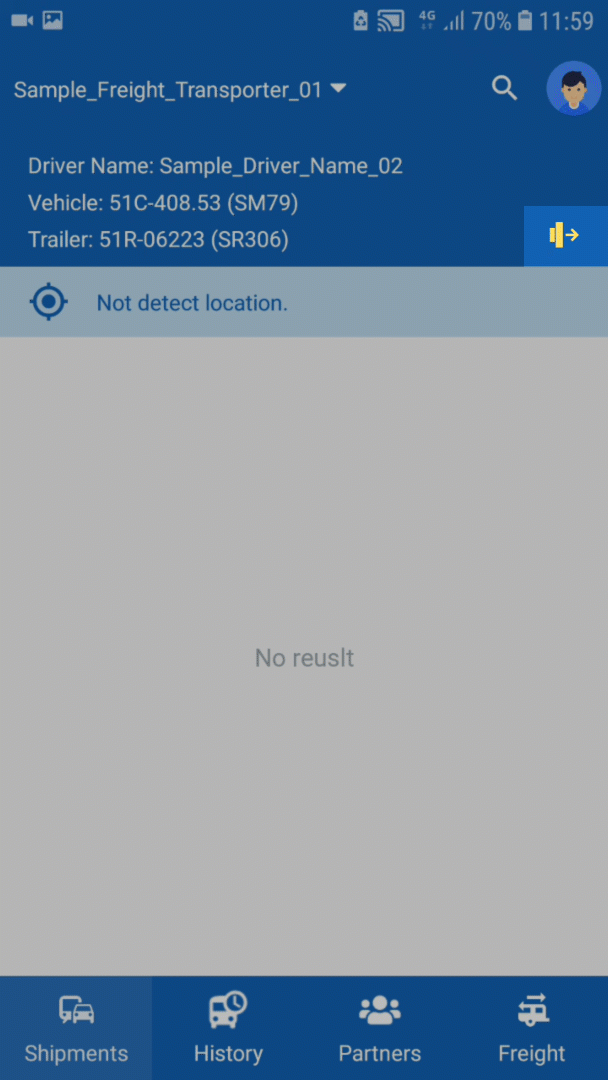 4G 70% 11:59
Sample_Freight_Transporter_01
Driver Name: Sample_Driver_Name_02
Vehicle: 51C-408.53 (SM79)
Trailer: 51R-06223 (SR306)
Not detect location.
No reuslt
Shipments History Partners Freight